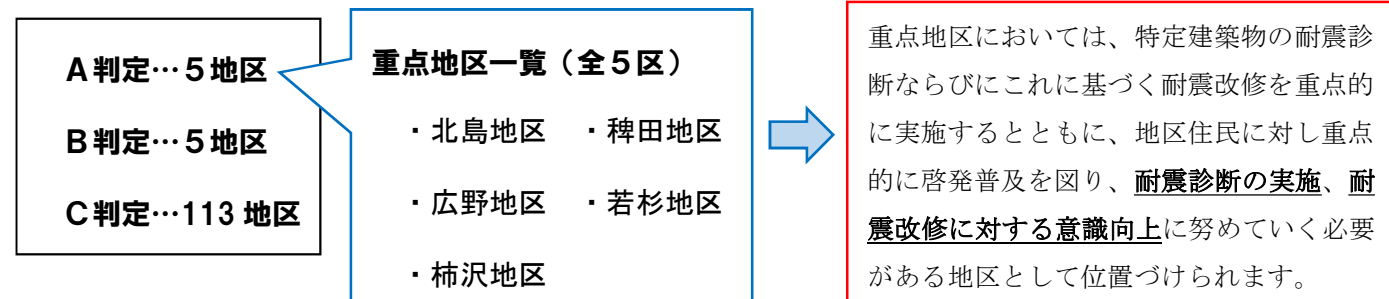 A判定…5地区
B判定…5地区
C判定…113地区
重点地区一覧（全5区）
・北島地区　・稗田地区
・広野地区　・若杉地区
・柿沢地区
重点地区においては、特定建築物の耐震診
断ならびにこれに基づく耐震改修を重点的
に実施するとともに、地区住民に対し重点
的に啓発普及を図り、耐震診断の実施、耐
震改修に対する意識向上に努めていく必要
がある地区として位置づけられます。